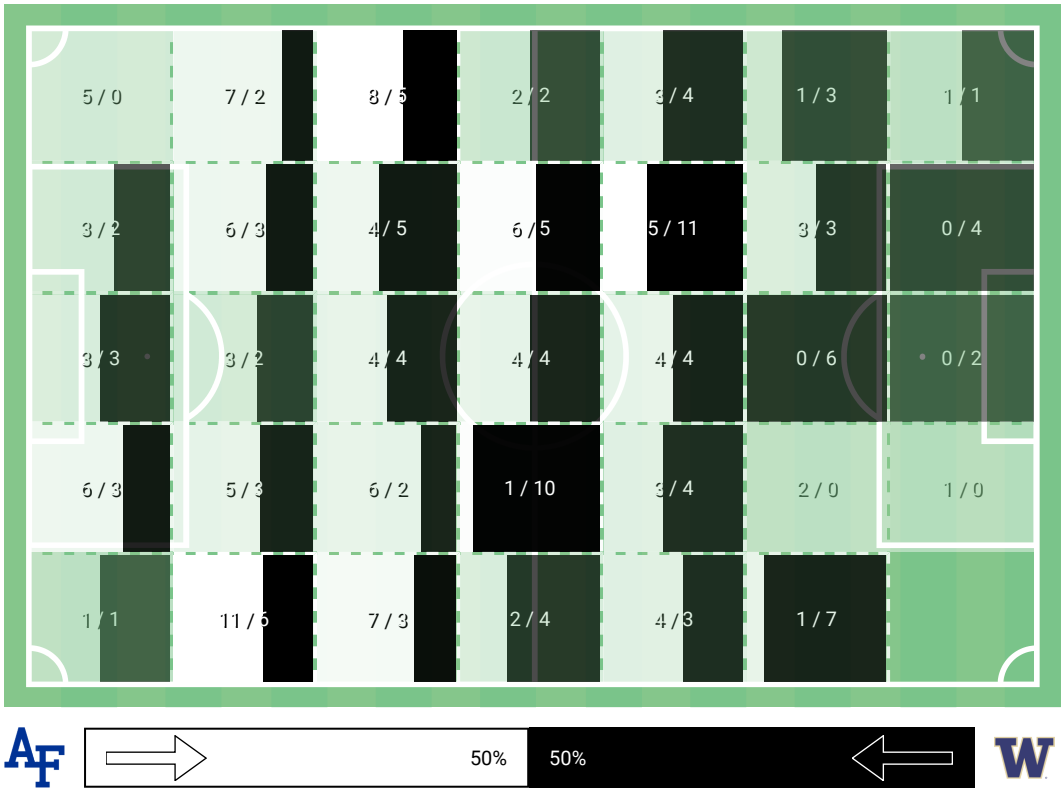 5 / 0 7 / 2 8 / 5 2 / 2 3 / 4 1 / 3 1 / 1
3 / 2 6 / 3 4 / 5 6 / 5 5 / 11 3 / 3 0 / 4
3 / 3 3 / 2 4 / 4 4 / 4 4 / 4 0 / 6 0 / 2
6 / 3 5 / 3 6 / 2 1 / 10 3 / 4 2 / 0 1 / 0
1 / 1 11 / 6 7 / 3 2 / 4 4 / 3 1 / 7
AF 50% 50% W